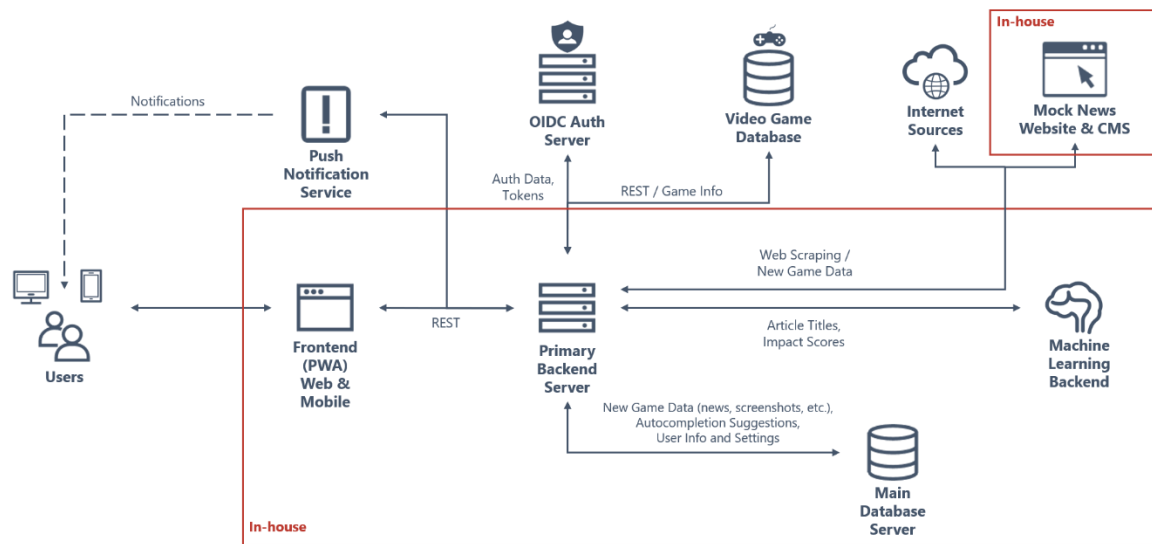 In-house
Notifications
Push
Notification
Service
OIDC Auth
Server
Video Game
Database
Internet
Sources
Mock News
Website & CMS
Auth Data,
Tokens
REST / Game Info
Web Scraping /
New Game Data
Users
Frontend
(PWA)
Web &
Mobile
REST
Primary
Backend
Server
Article Titles,
Impact Scores
Machine
Learning
Backend
New Game Data (news, screenshots, etc.),
Autocompletion Suggestions,
User Info and Settings
Main
Database
Server
In-house